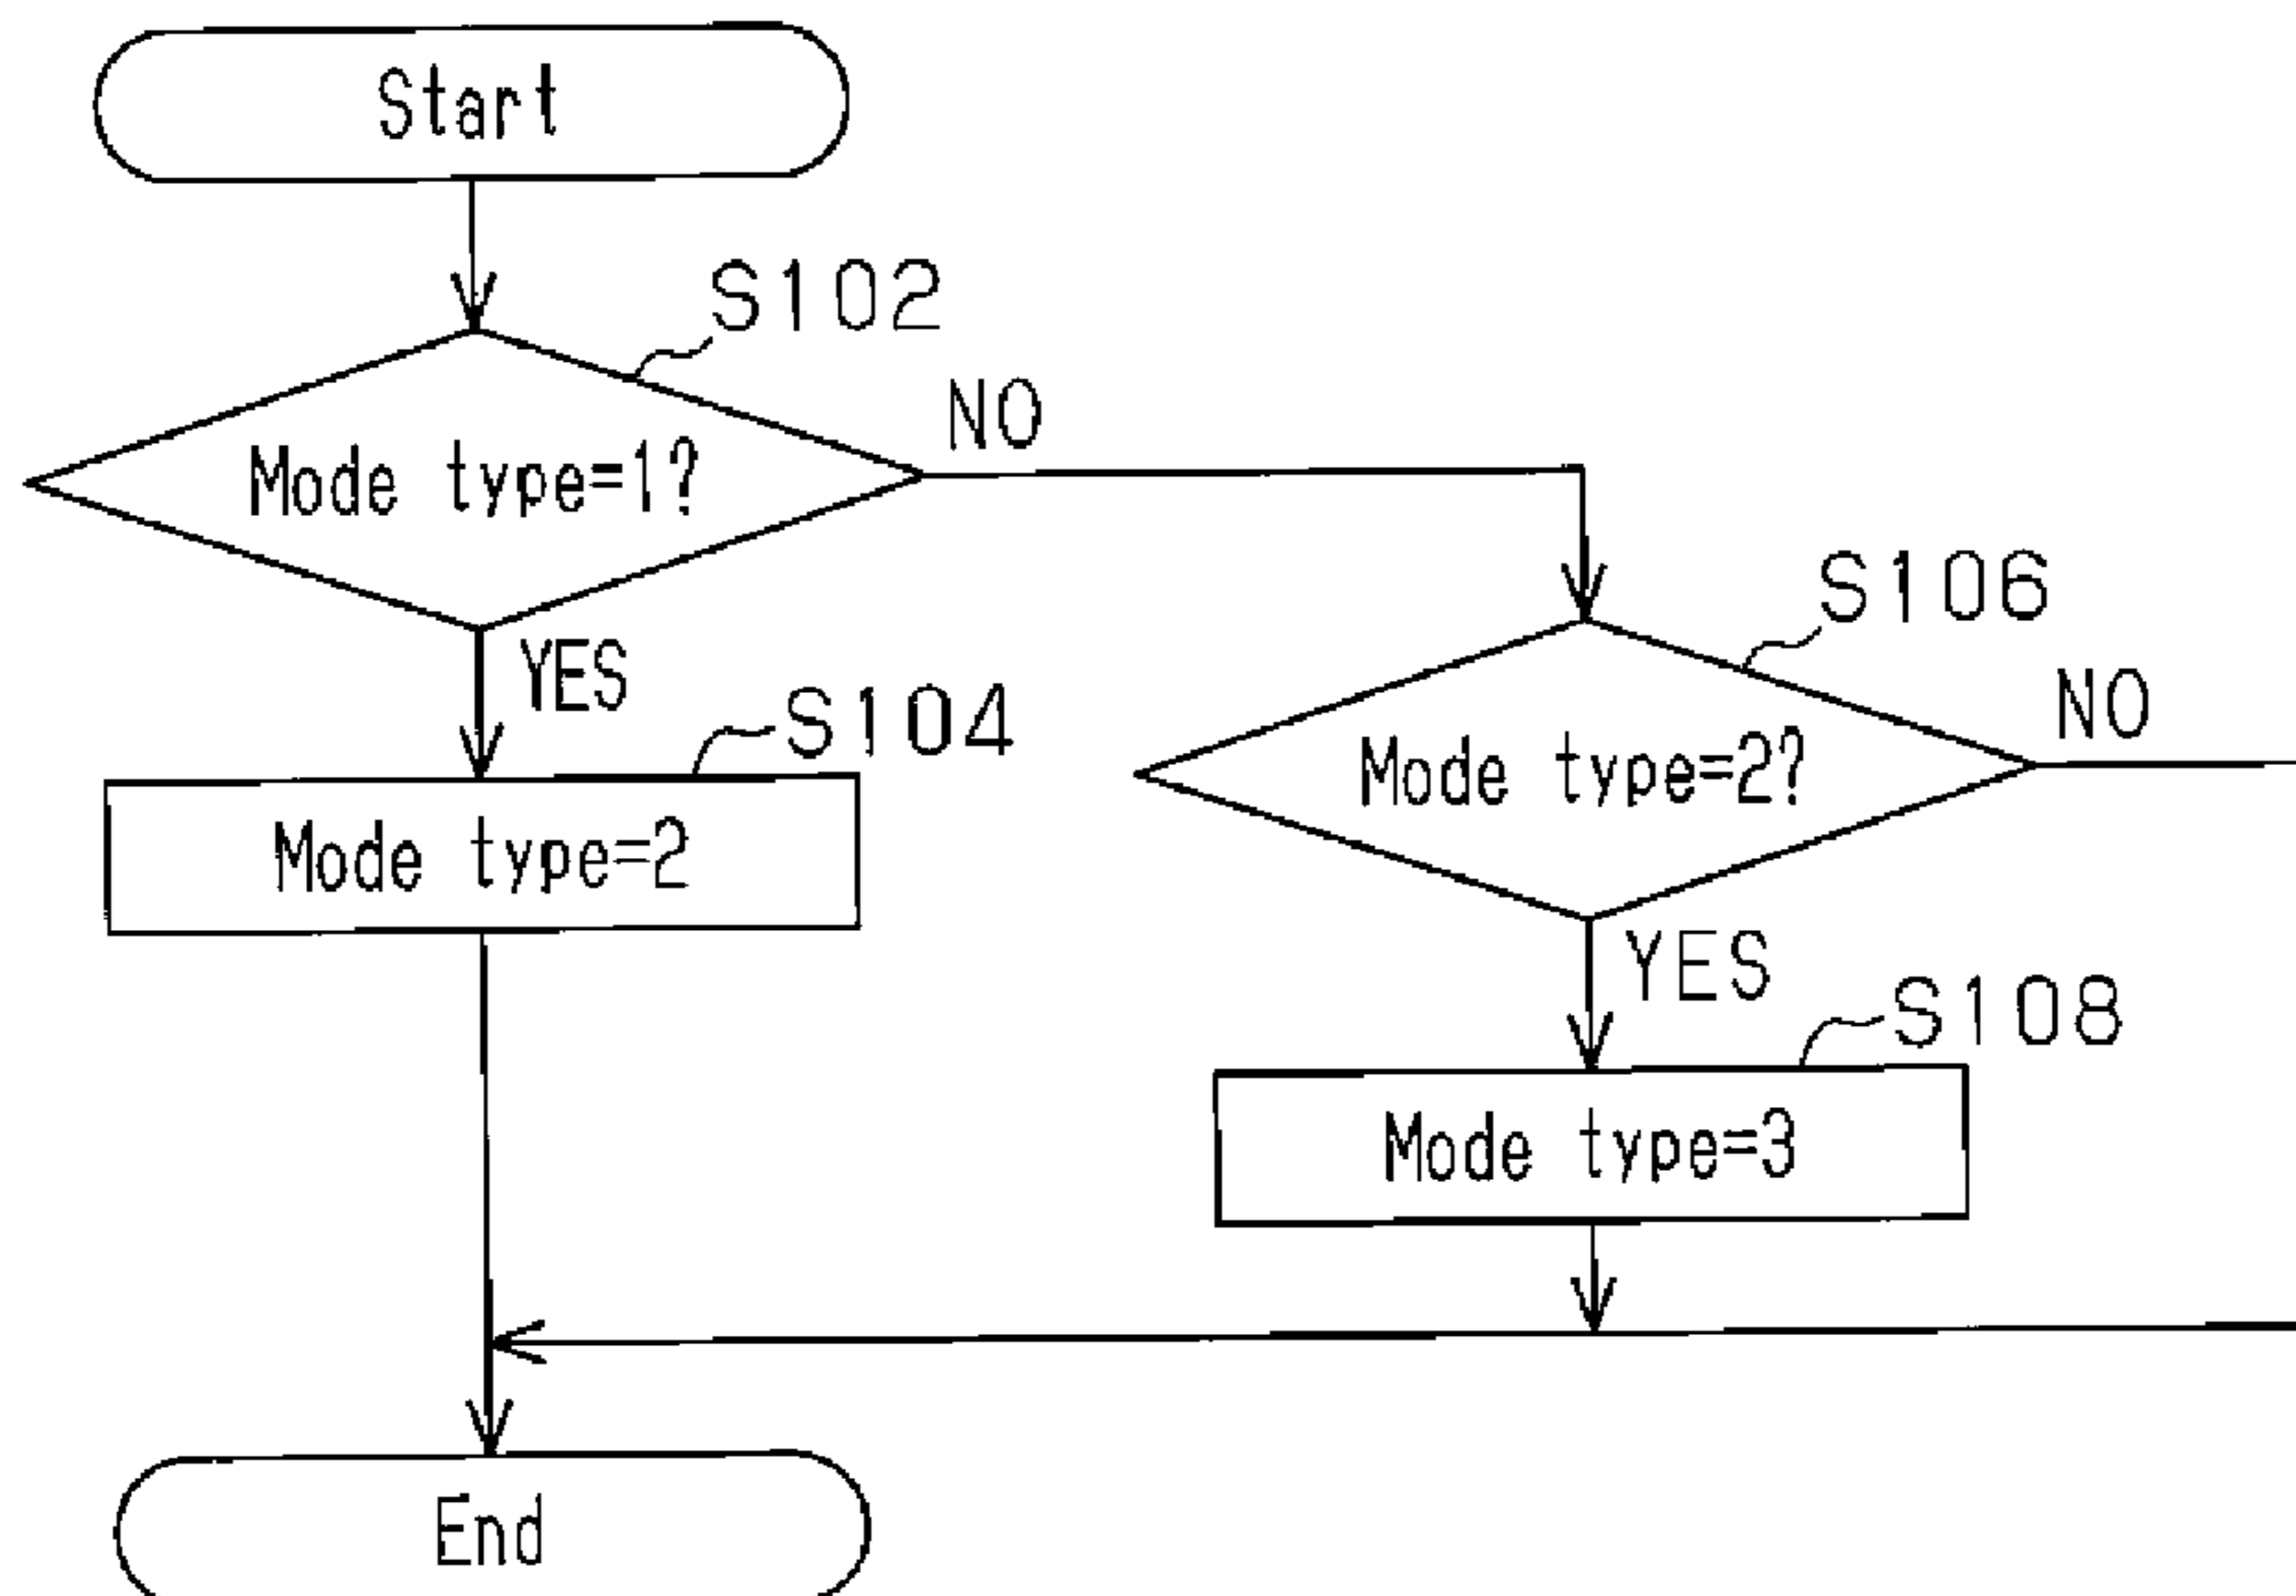 Start
S102
NO
Mode type=1?
S106
YES
NO
S104
Mode type=2?
Mode type=2
YES
S108
Mode type=3
End